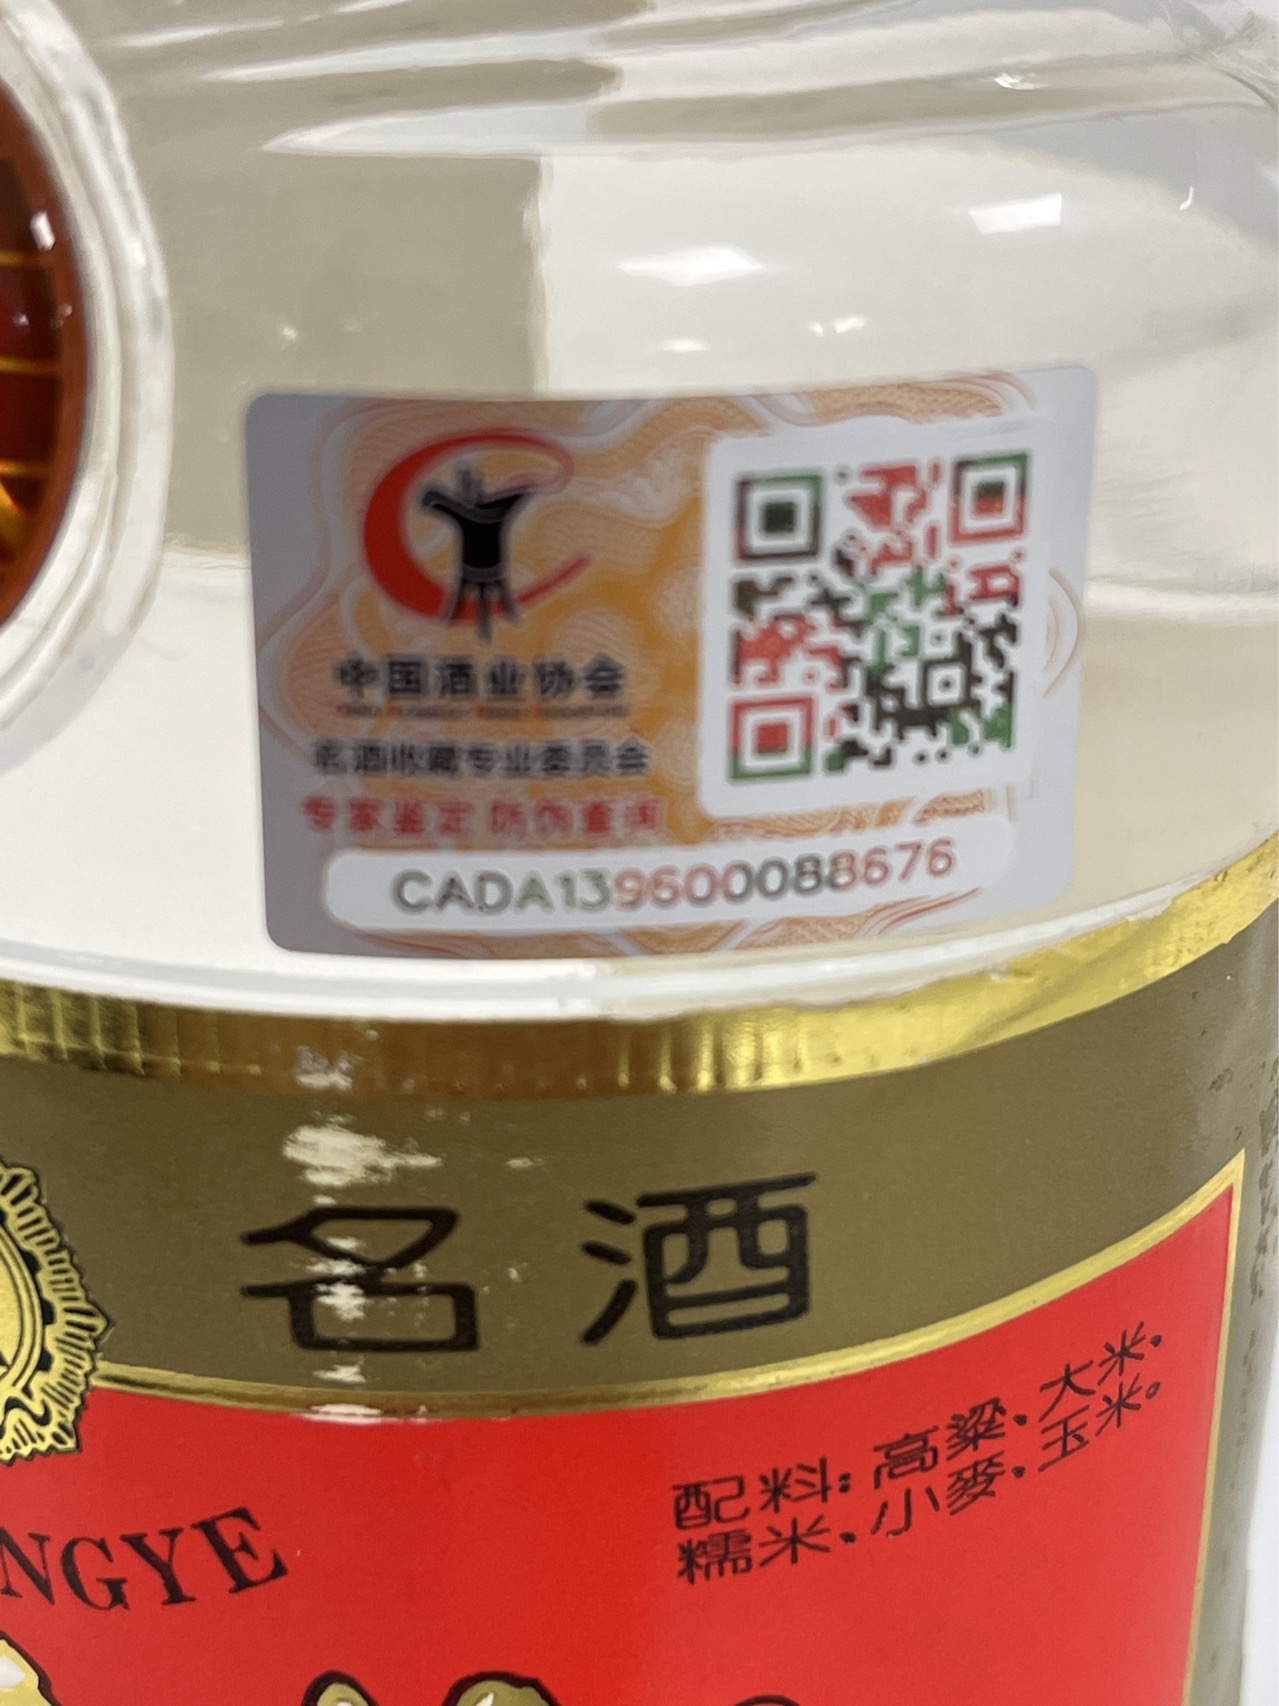 中国酒业协会
名酒收藏专业委员会
专家鉴定 防伪查询
CADA139600088676
名酒
配料：高粱．大米．
糯米．小麥．玉米。
NGYE